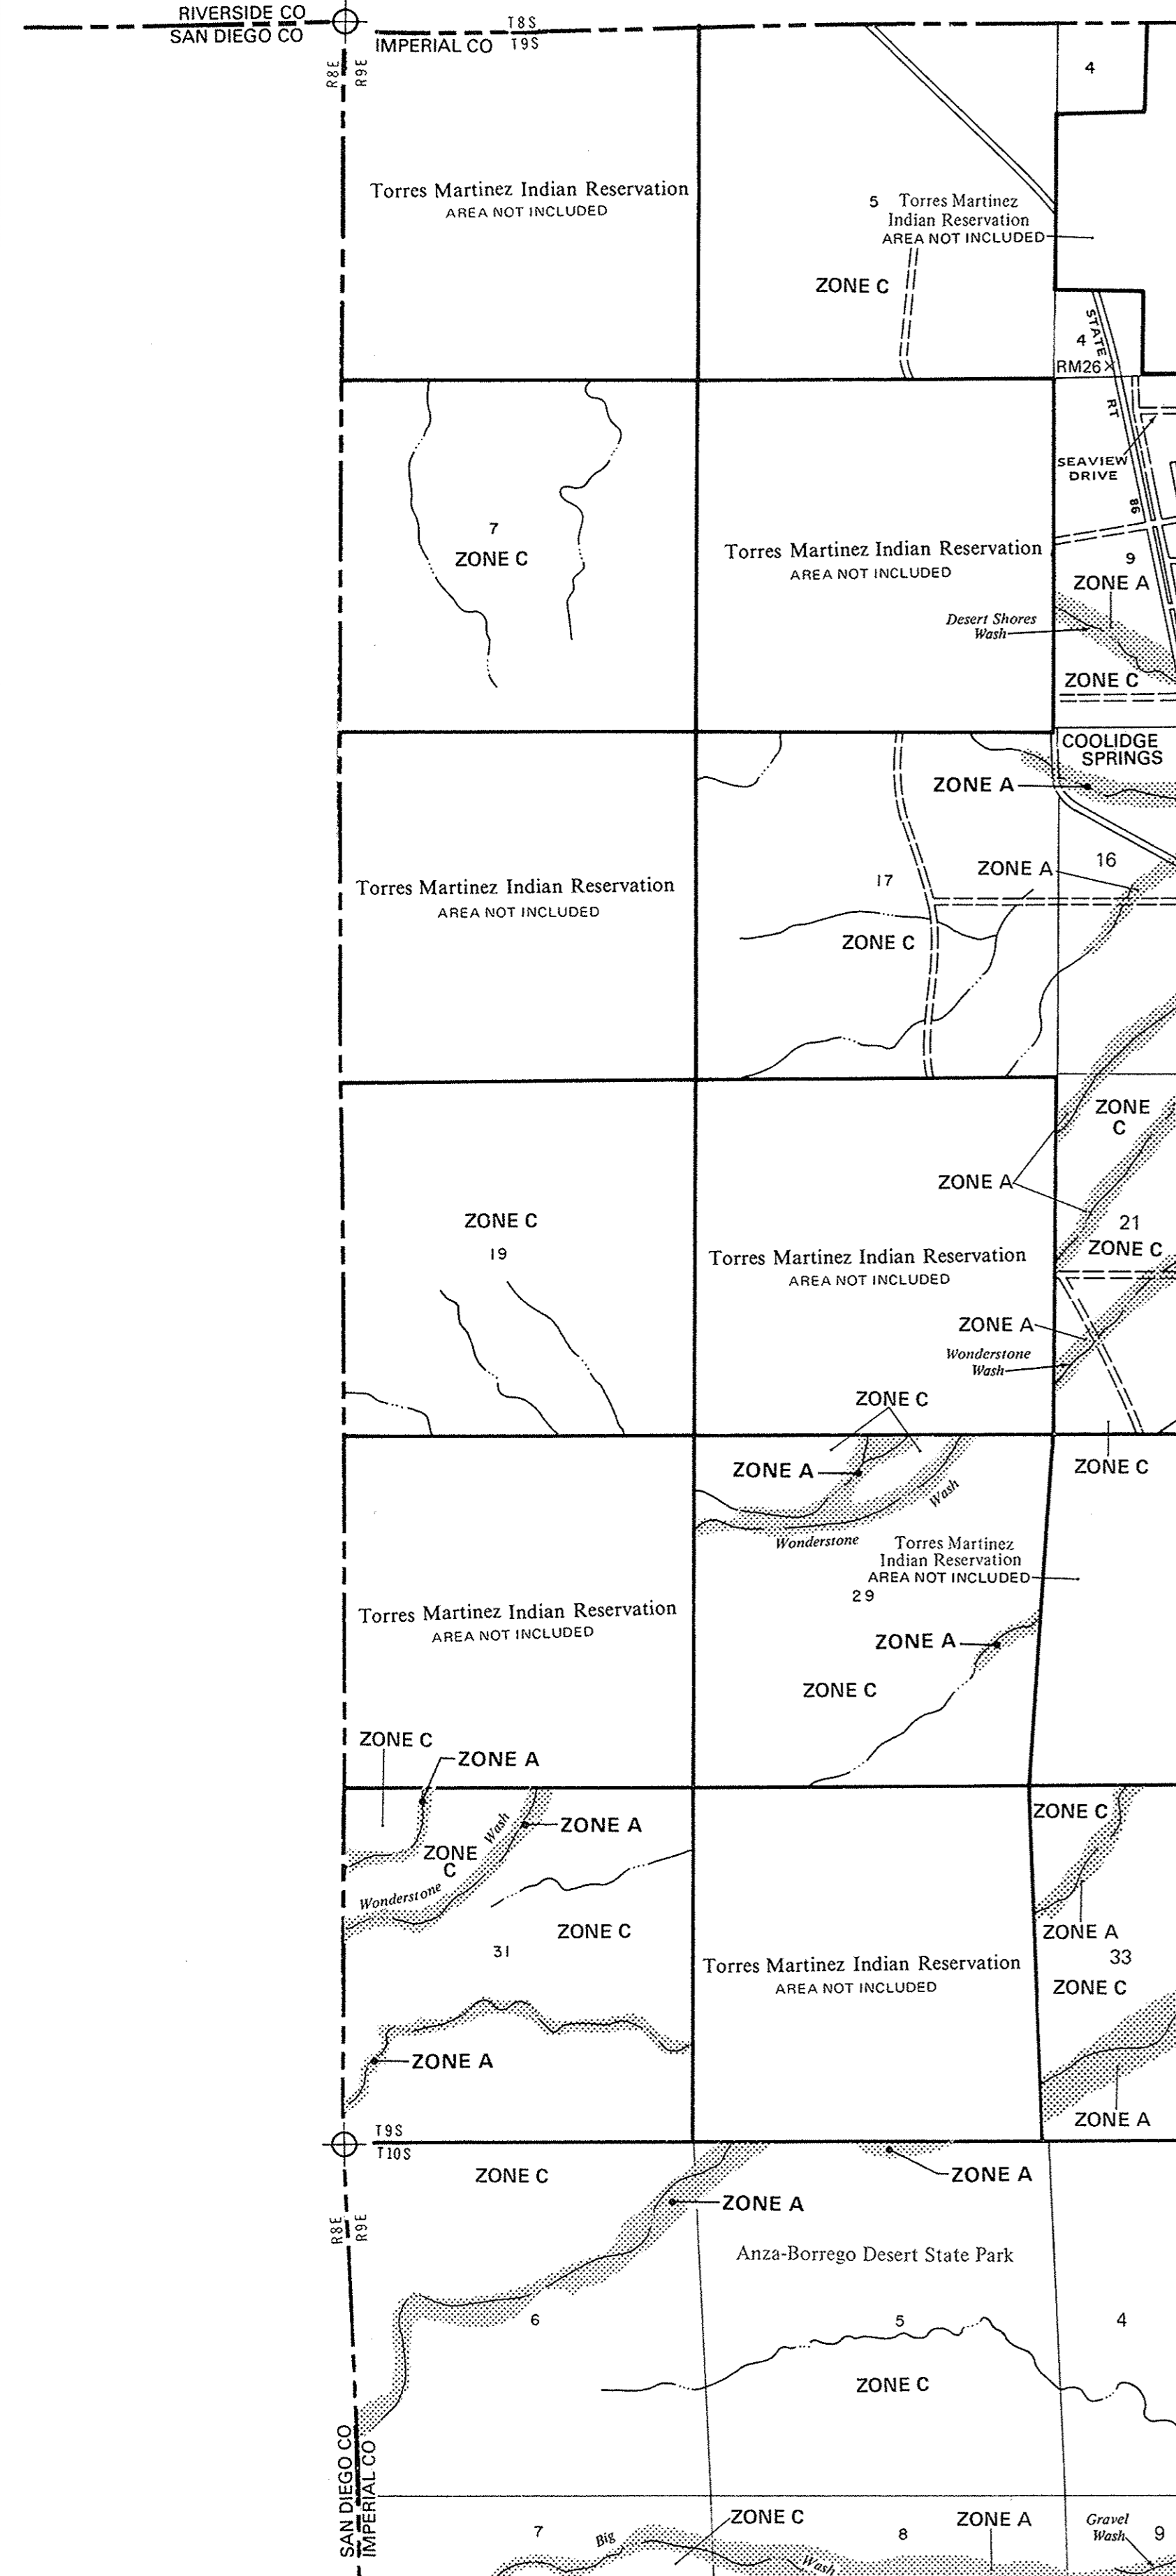 RIVERSIDE CO
SAN DIEGO CO
IMPERIAL CO
T8S
T9S
R8E
R9E
4
Torres Martinez Indian Reservation
AREA NOT INCLUDED
5
Torres Martinez
Indian Reservation
AREA NOT INCLUDED
ZONE C
STATE
4
RM26
RT
SEAVIEW
DRIVE
86
7
ZONE C
Torres Martinez Indian Reservation
AREA NOT INCLUDED
9
ZONE A
Desert Shores
Wash
ZONE C
COOLIDGE
SPRINGS
ZONE A
ZONE A
16
17
Torres Martinez Indian Reservation
AREA NOT INCLUDED
ZONE C
ZONE
C
ZONE A
ZONE C
19
21
ZONE C
Torres Martinez Indian Reservation
AREA NOT INCLUDED
ZONE A
Wonderstone
Wash
ZONE C
ZONE A
ZONE C
Wash
Wonderstone
Torres Martinez
Indian Reservation
AREA NOT INCLUDED
29
Torres Martinez Indian Reservation
AREA NOT INCLUDED
ZONE A
ZONE C
ZONE C
ZONE A
ZONE C
Wash
ZONE A
ZONE
C
Wonderstone
ZONE C
31
ZONE A
33
Torres Martinez Indian Reservation
AREA NOT INCLUDED
ZONE C
ZONE A
ZONE A
T9S
T10S
ZONE C
ZONE A
ZONE A
R8E
R9E
Anza-Borrego Desert State Park
6
5
4
ZONE C
SAN DIEGO CO
IMPERIAL CO
7
Big
ZONE C
Wash
8
ZONE A
Gravel
Wash
9